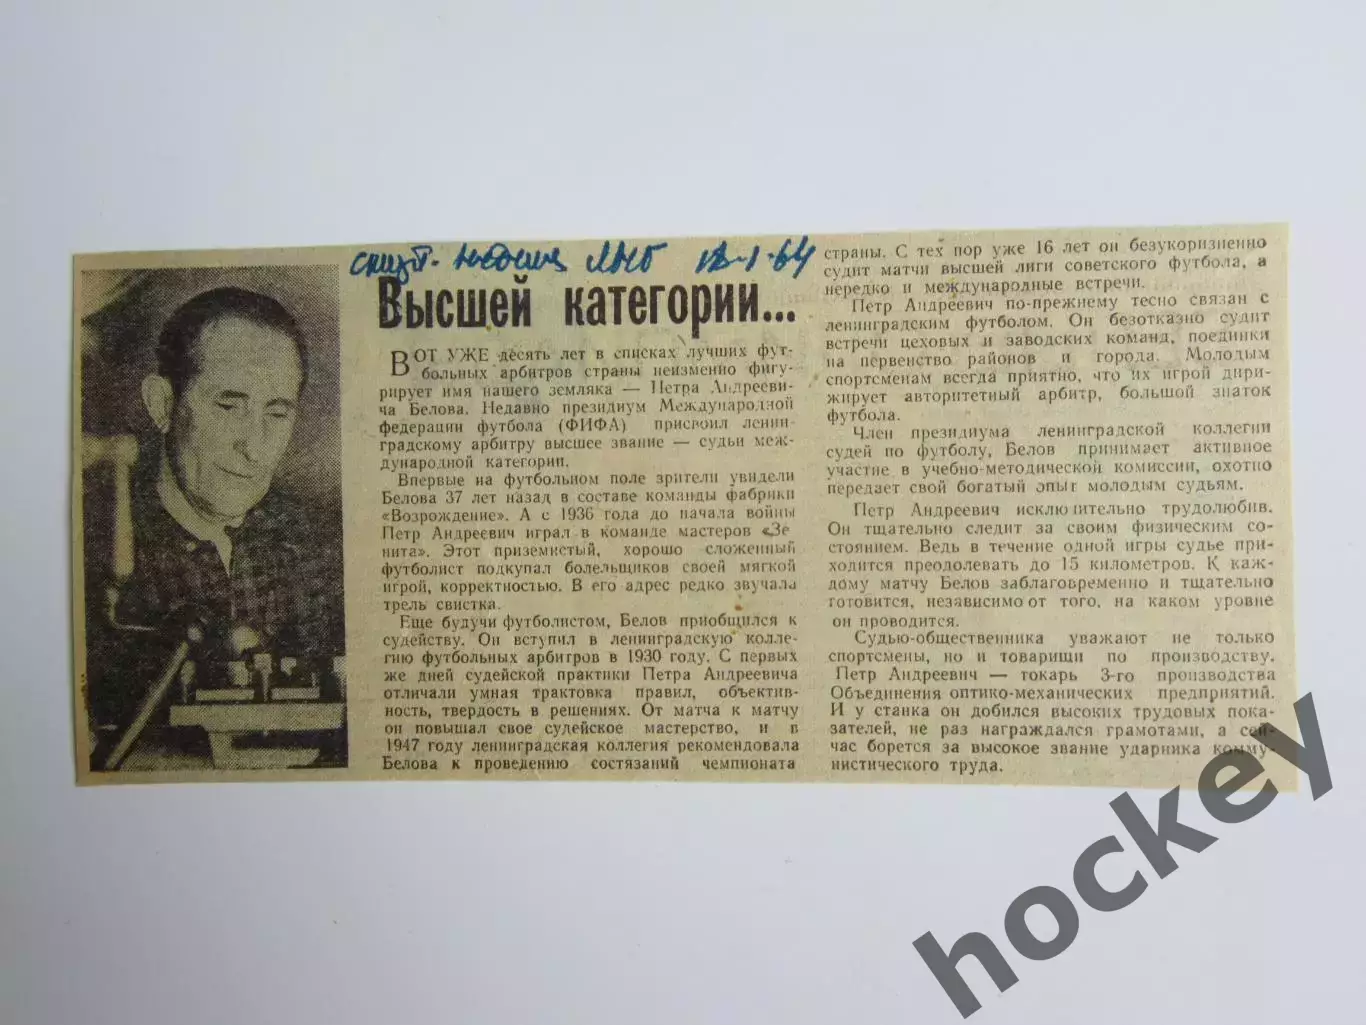 спорт. неделя ЛНГ 18-1-64
Высшей категории...
ВОТ УЖЕ десять лет в списках лучших фут-
больных арбитров страны неизменно фигу-
рирует имя нашего земляка — Петра Андрееви-
ча Белова. Недавно президиум Международной
федерации футбола (ФИФА) присвоил ленин-
градскому арбитру высшее звание — судьи меж-
дународной категории.
Впервые на футбольном поле зрители увидели
Белова 37 лет назад в составе команды фабрики
«Возрождение». А с 1936 года до начала войны
Петр Андреевич играл в команде мастеров «Зе
нита». Этот приземистый, хорошо сложенный
футболист подкупал болельщиков своей мягкой
игрой, корректностью. В его адрес редко звучала
трель свистка.
Еще будучи футболистом, Белов приобщился к
судейству. Он вступил в ленинградскую колле-
гию футбольных арбитров в 1930 году. С первых
же дней судейской практики Петра Андреевича
отличали умная трактовка правил, объектив-
ность, твердость в решениях. От матча к матчу
он повышал свое судейское мастерство, и в
1947 году ленинградская коллегия рекомендовала
Белова к проведению состязаний чемпионата
страны. С тех пор уже 16 лет он безукоризненно
судит матчи высшей лиги советского футбола, а
нередко и международные встречи.
Петр Андреевич по-прежнему тесно связан с
ленинградским футболом. Он безотказно судит
встречи цеховых и заводских команд, поединки
на первенство районов и города. Молодым
спортсменам всегда приятно, что их игрой дири-
жирует авторитетный арбитр, большой знаток
футбола.
Член президиума ленинградской коллегии
судей по футболу, Белов принимает активное
участие в учебно-методической комиссии, охотно
передает свой богатый опыт молодым судьям.
Петр Андреевич исключительно трудолюбив.
Он тщательно следит за своим физическим со-
стоянием. Ведь в течение одной игры судье при-
ходится преодолевать до 15 километров. К каж-
дому матчу Белов заблаговременно и тщательно
готовится, независимо от того, на каком уровне
он проводится.
Судью-общественника уважают не только
спортсмены, но и товарищи по производству.
Петр Андреевич — токарь 3-го производства
Объединения оптико-механических предприятий.
И у станка он добился высоких трудовых пока-
зателей, не раз награждался грамотами, а сей-
час борется за высокое звание ударника комму-
нистического труда.
hockey